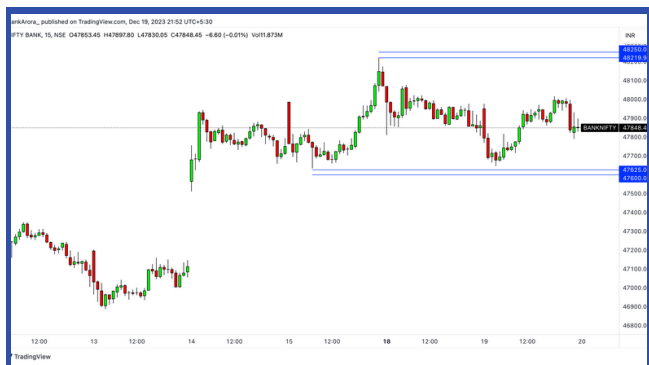 ankArora_ published on TradingView.com, Dec 19, 2023 21:52 UTC+5:30
IFTY BANK, 15, NSE O47853.45 H47897.80 L47830.05 C47848.45 −6.60 (−0.01%) Vol11.873M
INR
48250.0
48219.9
48100.0
48000.0
47900.0
BANKNIFTY 47848.4
47800.0
47700.0
47625.0
47600.0
47500.0
47400.0
47300.0
47200.0
47100.0
47000.0
46900.0
46800.0
12:00 13 12:00 14 12:00 15 12:00 18 12:00 19 12:00 20
TradingView